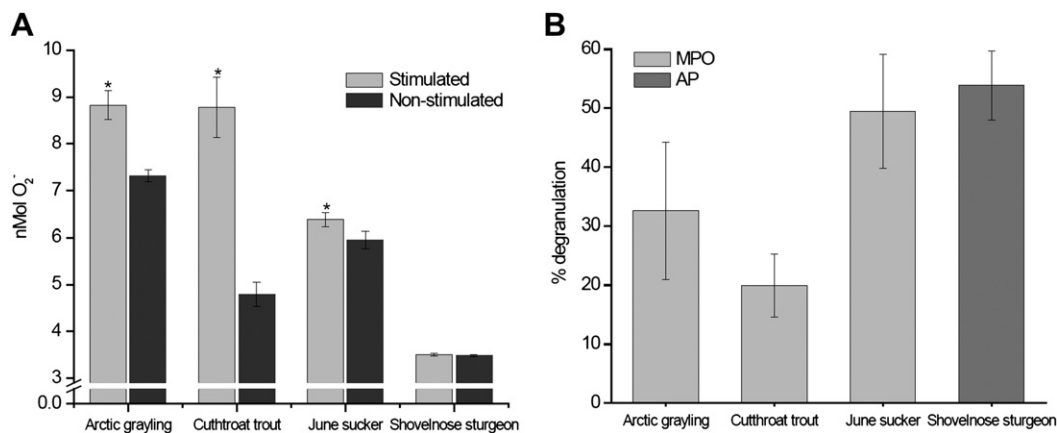 A
10
9
8
7
6
5
4
3
0.0
nMol O₂⁻
*
*
*
Stimulated
Non-stimulated
Arctic grayling
Cuthroat trout
June sucker
Shovelnose sturgeon
B
60
50
40
30
20
10
0
% degranulation
MPO
AP
Arctic grayling
Cutthroat trout
June sucker
Shovelnose sturgeon